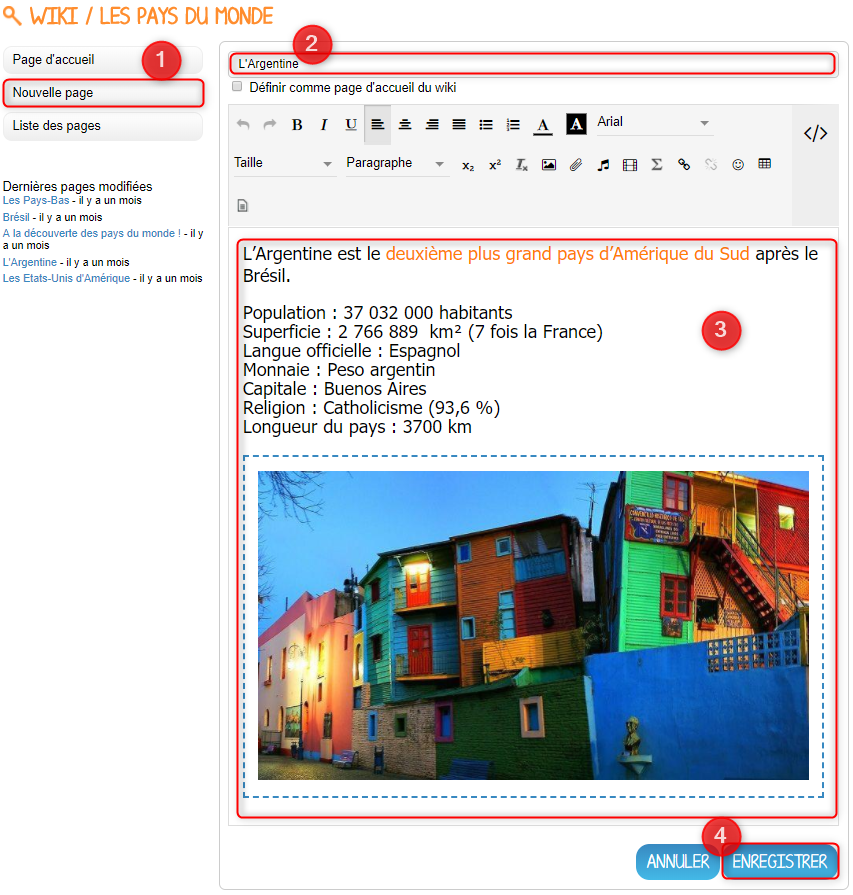 WIKI / LES PAYS DU MONDE
1
2
Page d'accueil
Nouvelle page
Liste des pages
Dernières pages modifiées
Les Pays-Bas - il y a un mois
Brésil - il y a un mois
A la découverte des pays du monde ! - il y
a un mois
L'Argentine - il y a un mois
Les Etats-Unis d'Amérique - il y a un mois
L'Argentine
Définir comme page d'accueil du wiki
B I U A A Arial </>
Taille Paragraphe x₂ x² Tx Σ
L'Argentine est le deuxième plus grand pays d'Amérique du Sud après le
Brésil.
3
Population : 37 032 000 habitants
Superficie : 2 766 889 km² (7 fois la France)
Langue officielle : Espagnol
Monnaie : Peso argentin
Capitale : Buenos Aires
Religion : Catholicisme (93,6 %)
Longueur du pays : 3700 km
4
ANNULER ENREGISTRER